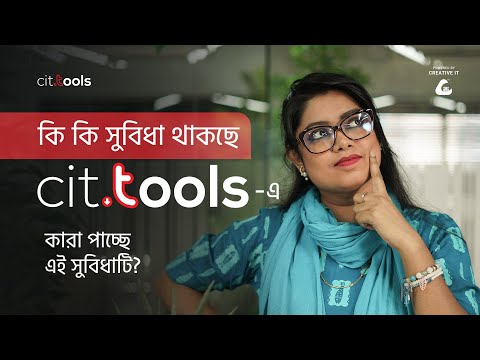 cit.tools
POWERED BY
CREATIVE IT
কি কি সুবিধা থাকছে
cit.tools -এ
কারা পাচ্ছে
এই সুবিধাটি?